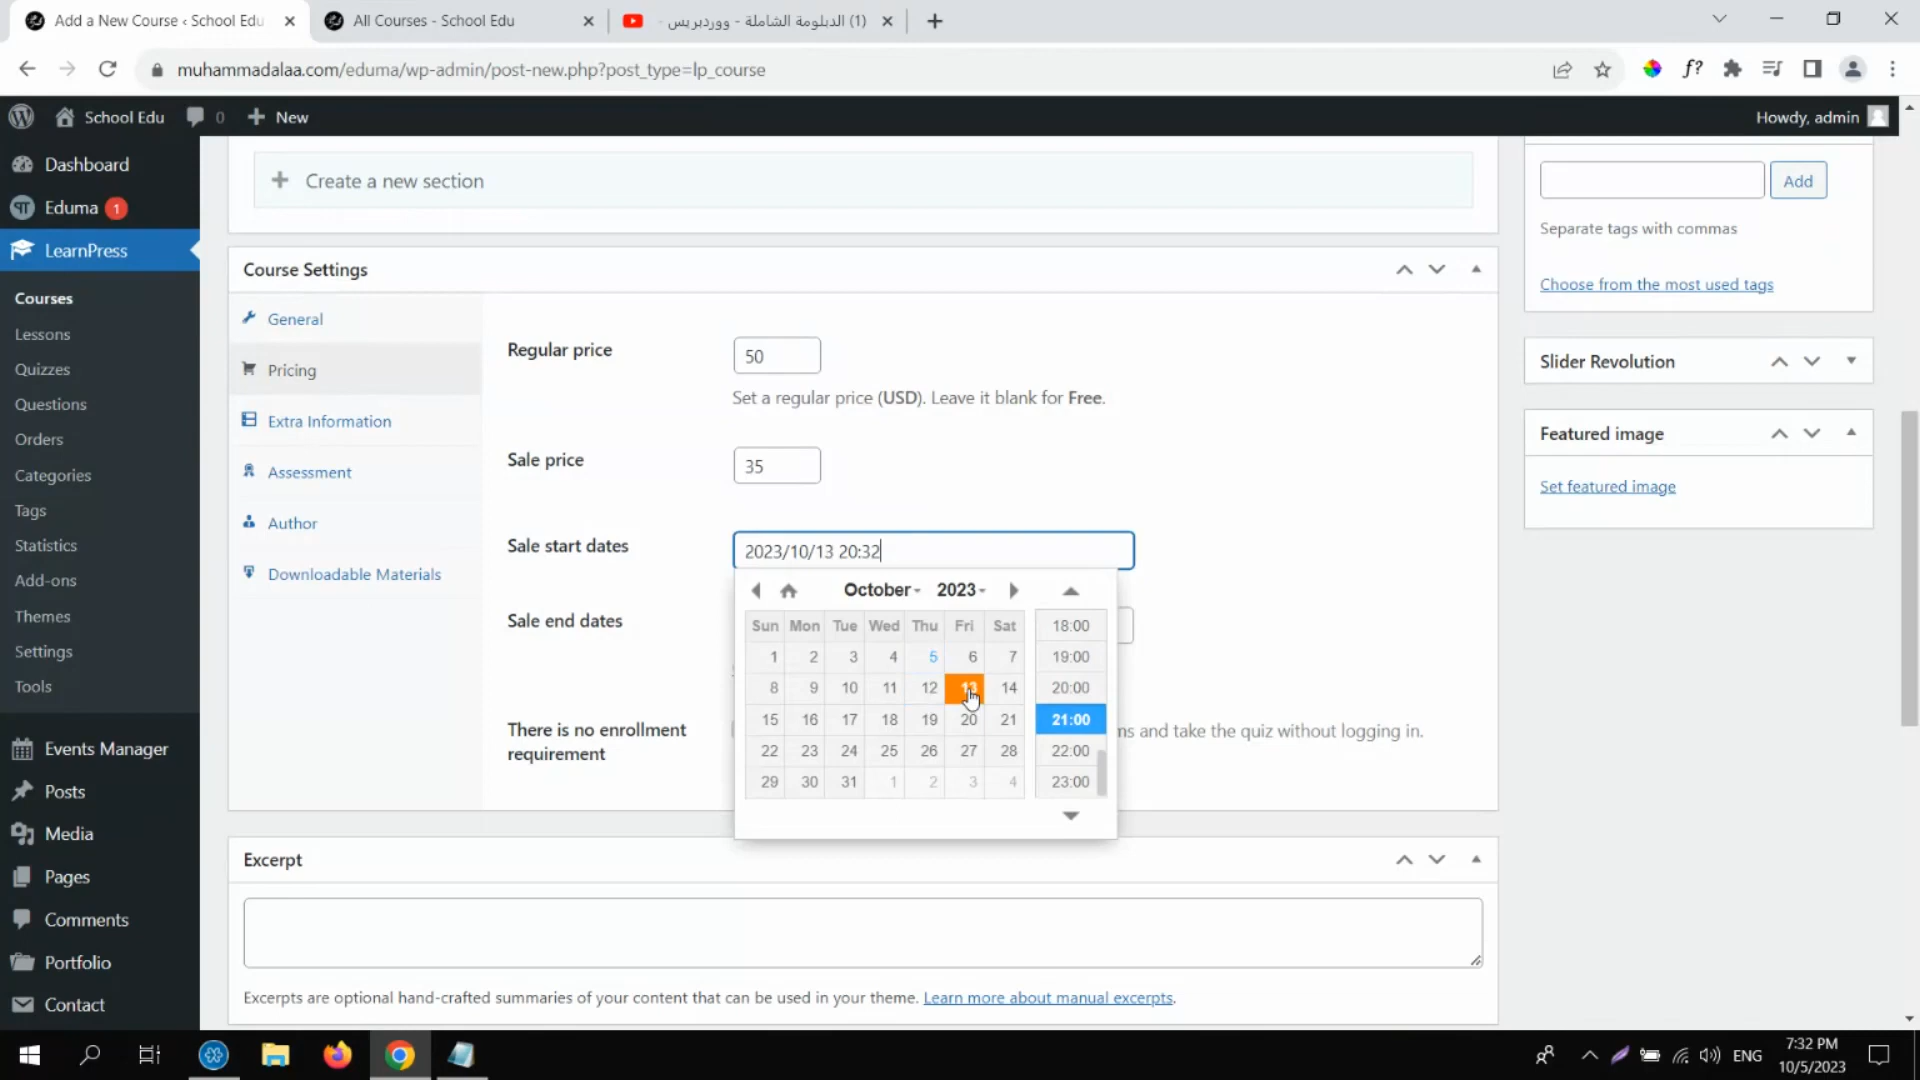 Add a New Course ‹ School Edu
All Courses - School Edu
(1) الدبلومة الشاملة - ووردبريس -
muhammadalaa.com/eduma/wp-admin/post-new.php?post_type=lp_course
f?
School Edu
0
New
Howdy, admin
Dashboard
Eduma 1
LearnPress
Courses
Lessons
Quizzes
Questions
Orders
Categories
Tags
Statistics
Add-ons
Themes
Settings
Tools
Events Manager
Posts
Media
Pages
Comments
Portfolio
Contact
Create a new section
Course Settings
General
Pricing
Extra Information
Assessment
Author
Downloadable Materials
Regular price
50
Set a regular price (USD). Leave it blank for Free.
Sale price
35
Sale start dates
2023/10/13 20:32
October 2023
Sun Mon Tue Wed Thu Fri Sat
1 2 3 4 5 6 7
8 9 10 11 12 13 14
15 16 17 18 19 20 21
22 23 24 25 26 27 28
29 30 31 1 2 3 4
18:00
19:00
20:00
21:00
22:00
23:00
Sale end dates
There is no enrollment
requirement
and take the quiz without logging in.
Excerpt
Excerpts are optional hand-crafted summaries of your content that can be used in your theme. Learn more about manual excerpts.
Add
Separate tags with commas
Choose from the most used tags
Slider Revolution
Featured image
Set featured image
ENG
7:32 PM
10/5/2023